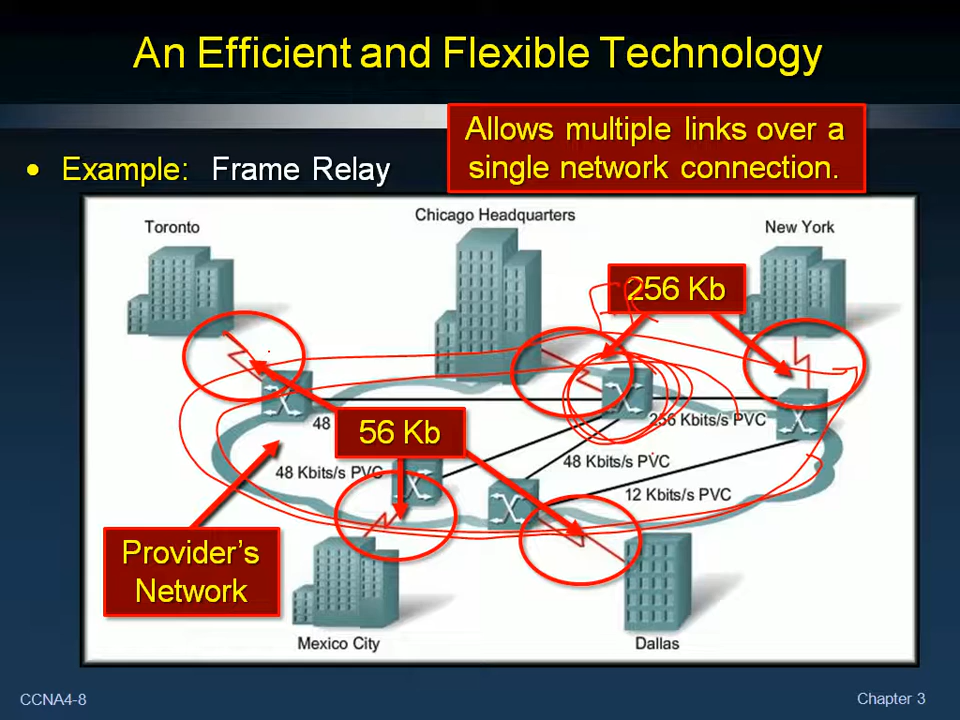 An Efficient and Flexible Technology
Allows multiple links over a
single network connection.
• Example: Frame Relay
Chicago Headquarters
Toronto
New York
256 Kb
48
56 Kb
256 Kbits/s PVC
48 Kbits/s PVC
48 Kbits/s PVC
12 Kbits/s PVC
Provider's
Network
Mexico City
Dallas
CCNA4-8
Chapter 3